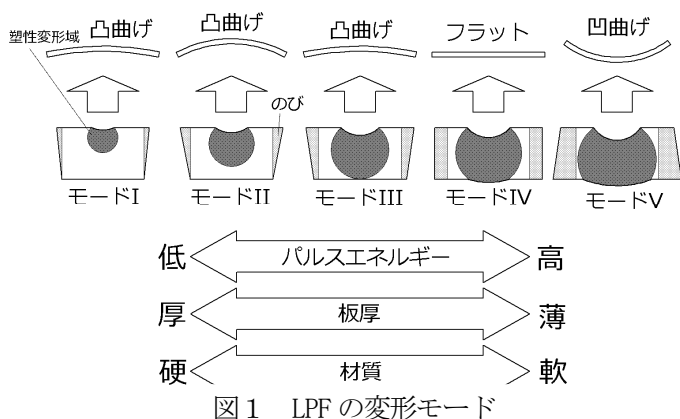 凸曲げ 凸曲げ 凸曲げ フラット 凹曲げ
塑性変形域
のび
モードI モードII モードIII モードIV モードV
低 パルスエネルギー 高
厚 板厚 薄
硬 材質 軟
図1 LPFの変形モード